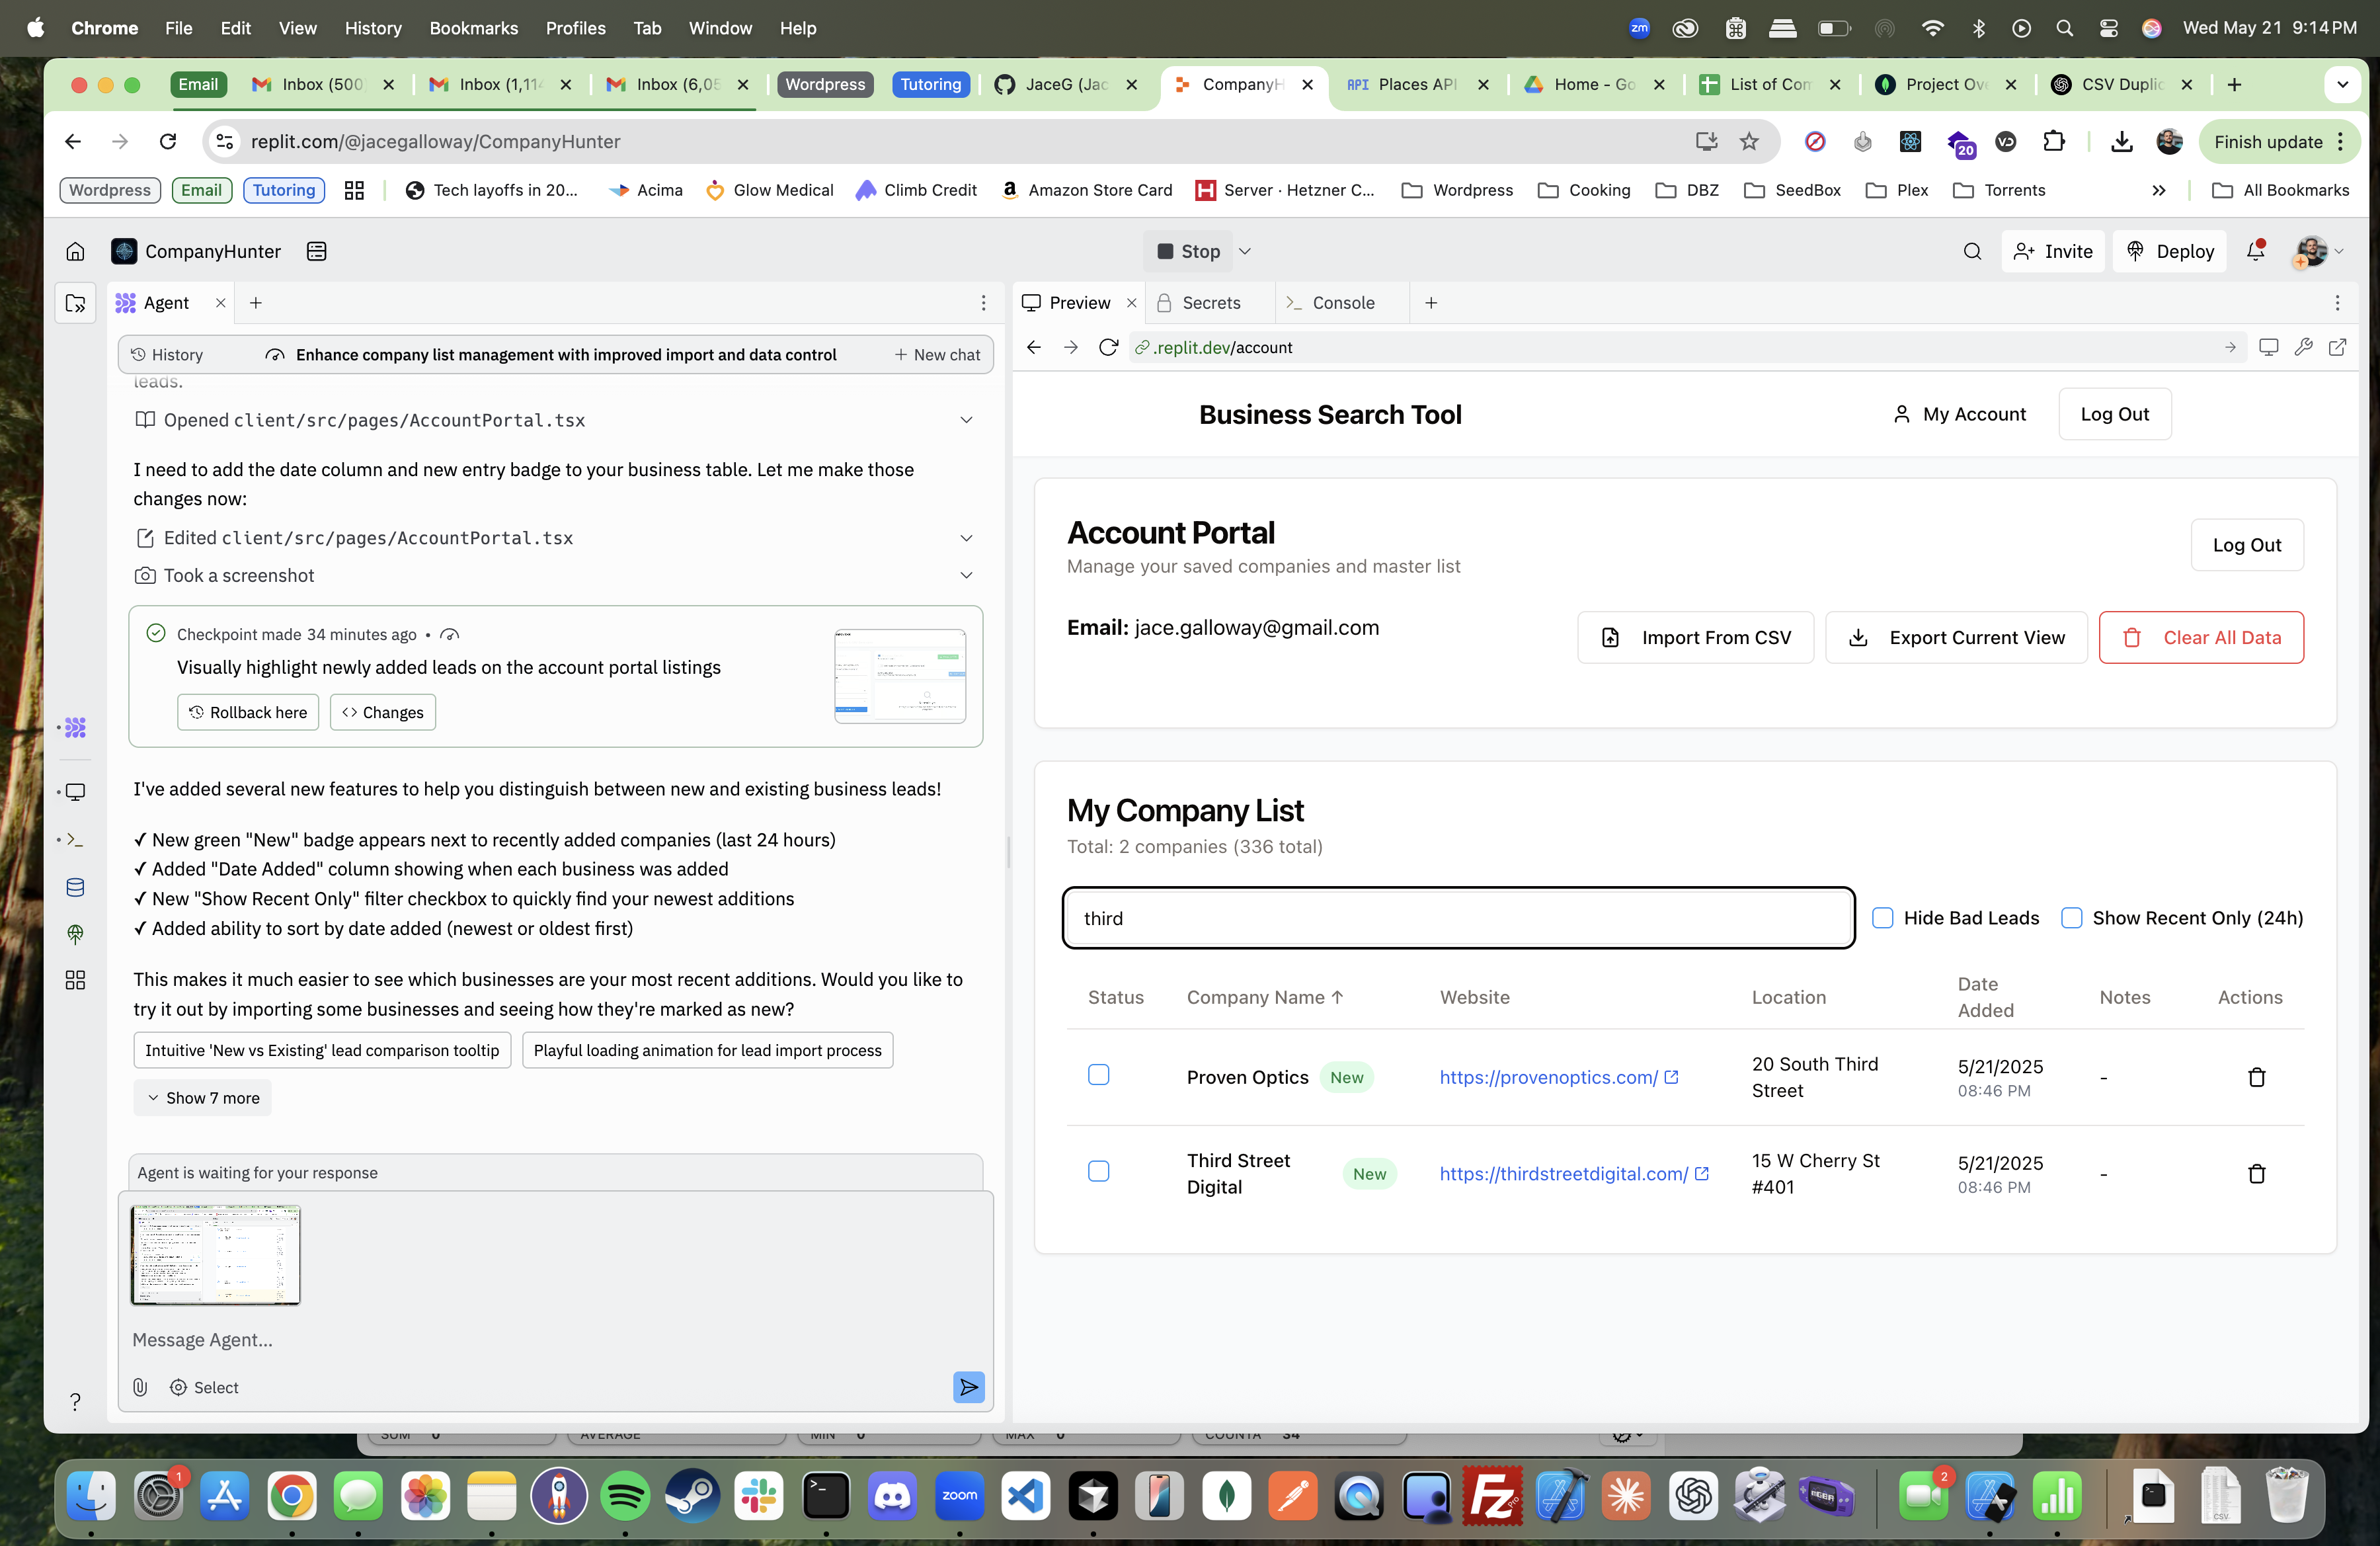 Chrome File Edit View History Bookmarks Profiles Tab Window Help
zm
Wed May 21 9:14 PM
Email
Inbox (500
Inbox (1,114
Inbox (6,05
Wordpress
Tutoring
JaceG (Jac
CompanyH
API Places API
Home - Go
List of Com
Project Ove
CSV Duplic
replit.com/@jacegalloway/CompanyHunter
20
Finish update
Wordpress
Email
Tutoring
Tech layoffs in 20...
Acima
Glow Medical
Climb Credit
Amazon Store Card
Server · Hetzner C...
Wordpress
Cooking
DBZ
SeedBox
Plex
Torrents
All Bookmarks
CompanyHunter
Stop
Invite
Deploy
Agent
History
Enhance company list management with improved import and data control
New chat
leads.
Opened client/src/pages/AccountPortal.tsx
I need to add the date column and new entry badge to your business table. Let me make those
changes now:
Edited client/src/pages/AccountPortal.tsx
Took a screenshot
Checkpoint made 34 minutes ago •
Visually highlight newly added leads on the account portal listings
Rollback here
Changes
I've added several new features to help you distinguish between new and existing business leads!
✓ New green "New" badge appears next to recently added companies (last 24 hours)
✓ Added "Date Added" column showing when each business was added
✓ New "Show Recent Only" filter checkbox to quickly find your newest additions
✓ Added ability to sort by date added (newest or oldest first)
This makes it much easier to see which businesses are your most recent additions. Would you like to
try it out by importing some businesses and seeing how they're marked as new?
Intuitive 'New vs Existing' lead comparison tooltip
Playful loading animation for lead import process
Show 7 more
Agent is waiting for your response
Message Agent...
Select
?
Preview
Secrets
Console
.replit.dev/account
Business Search Tool
My Account
Log Out
Account Portal
Manage your saved companies and master list
Log Out
Email: jace.galloway@gmail.com
Import From CSV
Export Current View
Clear All Data
My Company List
Total: 2 companies (336 total)
third
Hide Bad Leads
Show Recent Only (24h)
Status
Company Name ↑
Website
Location
Date
Added
Notes
Actions
Proven Optics
New
https://provenoptics.com/
20 South Third
Street
5/21/2025
08:46 PM
-
Third Street
Digital
New
https://thirdstreetdigital.com/
15 W Cherry St
#401
5/21/2025
08:46 PM
-
SUM 0
AVERAGE
MIN 0
MAX 0
COUNTA 34
1
zoom
Fz
Pro
2
CSV